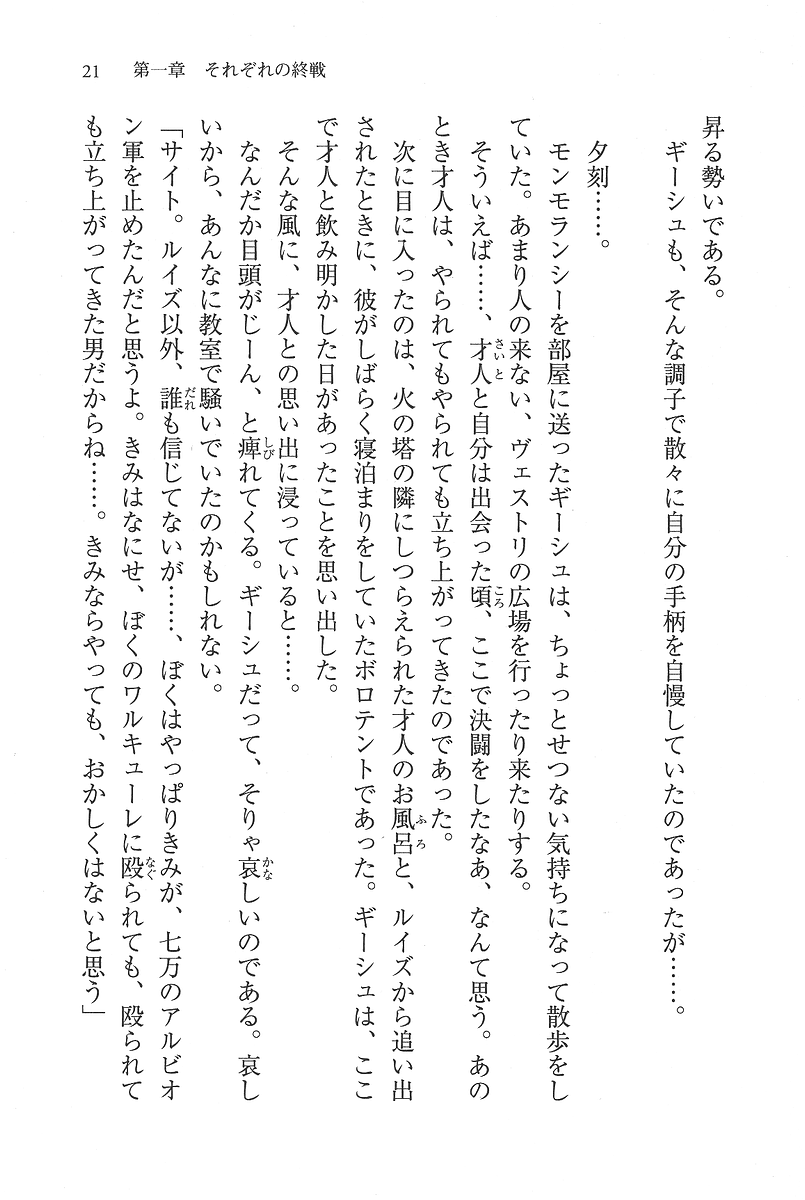 21 第一章 それぞれの終戦
昇る勢いである。
ギーシュも、そんな調子で散々に自分の手柄を自慢していたのであったが……。
夕刻……。
モンモランシーを部屋に送ったギーシュは、ちょっとせつない気持ちになって散歩をし
ていた。あまり人の来ない、ヴェストリの広場を行ったり来たりする。
そういえば……、才人と自分は出会った頃、ここで決闘をしたなあ、なんて思う。あの
とき才人は、やられてもやられても立ち上がってきたのであった。
次に目に入ったのは、火の塔の隣にしつらえられた才人のお風呂と、ルイズから追い出
されたときに、彼がしばらく寝泊まりをしていたボロテントであった。ギーシュは、ここ
で才人と飲み明かした日があったことを思い出した。
そんな風に、才人との思い出に浸っていると……。
なんだか目頭がじーん、と痺れてくる。ギーシュだって、そりゃ哀しいのである。哀し
いから、あんなに教室で騒いでいたのかもしれない。
「サイト。ルイズ以外、誰も信じてないが……、ぼくはやっぱりきみが、七万のアルビオ
ン軍を止めたんだと思うよ。きみはなにせ、ぼくのワルキューレに殴られても、殴られて
も立ち上がってきた男だからね……。きみならやっても、おかしくはないと思う」